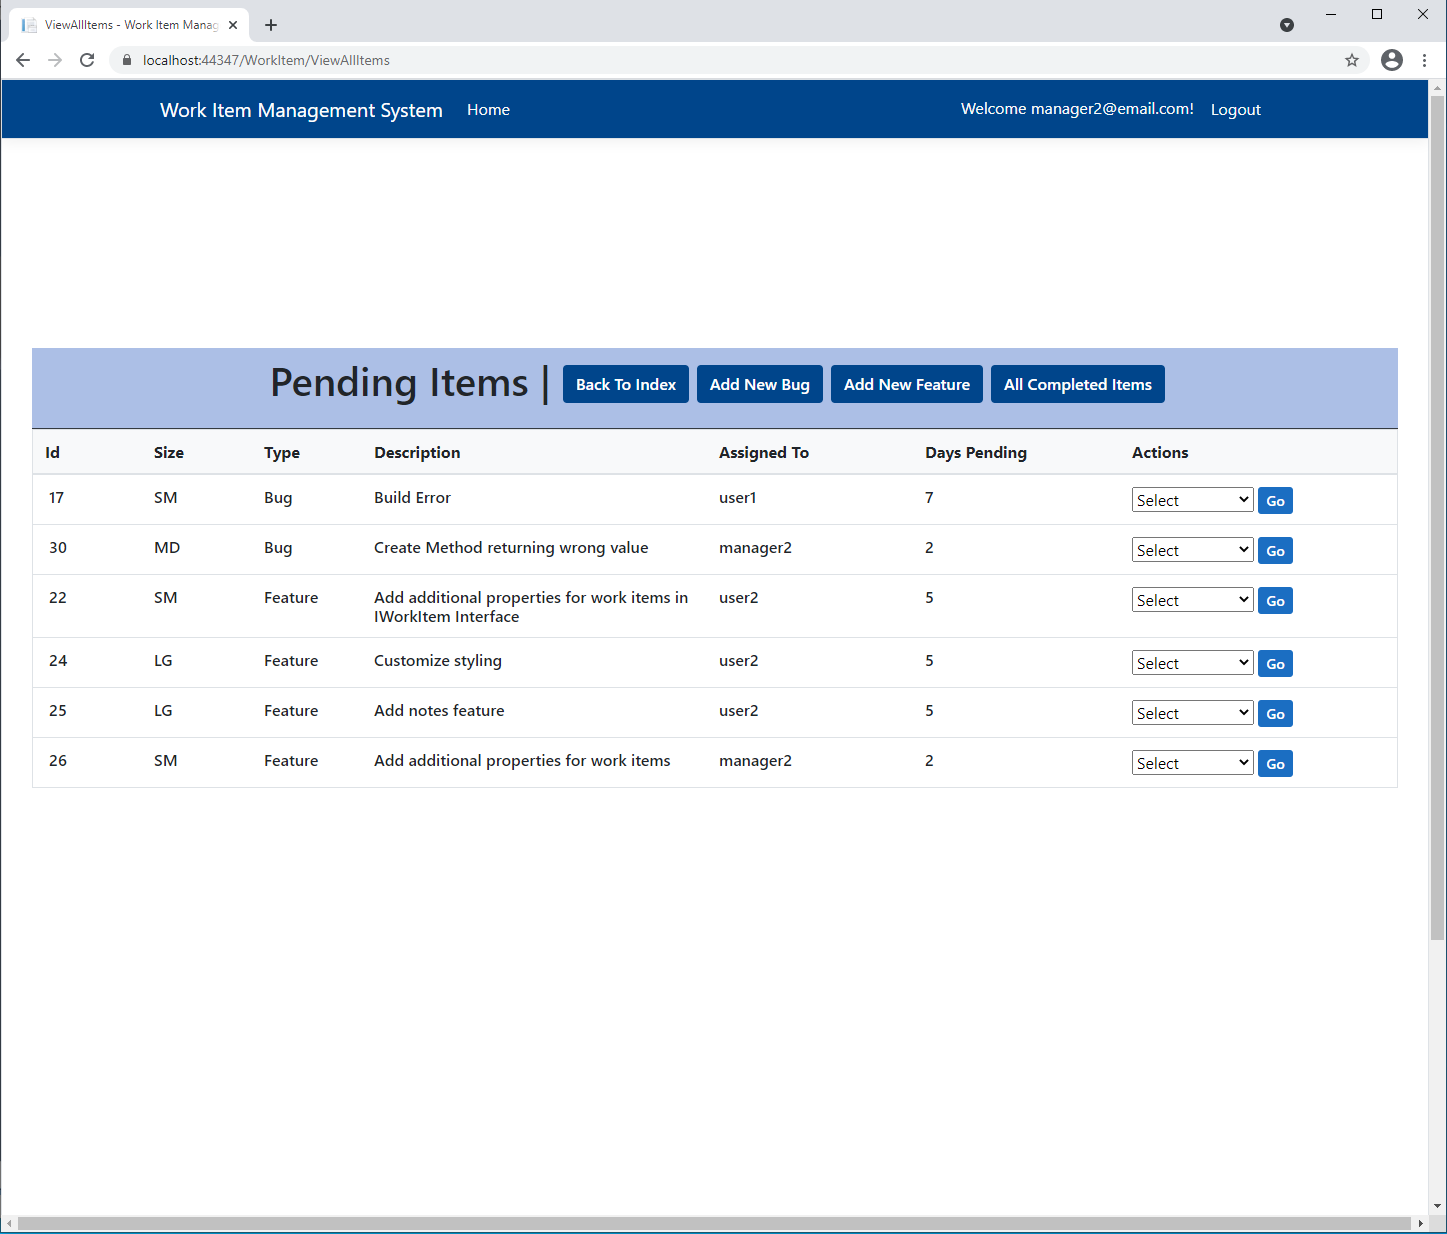 ViewAllItems - Work Item Manag
localhost:44347/WorkItem/ViewAllItems
Work Item Management System Home Welcome manager2@email.com! Logout
Pending Items | Back To Index Add New Bug Add New Feature All Completed Items
Id Size Type Description Assigned To Days Pending Actions
17 SM Bug Build Error user1 7 Select Go
30 MD Bug Create Method returning wrong value manager2 2 Select Go
22 SM Feature Add additional properties for work items in user2 5 Select Go
IWorkItem Interface
24 LG Feature Customize styling user2 5 Select Go
25 LG Feature Add notes feature user2 5 Select Go
26 SM Feature Add additional properties for work items manager2 2 Select Go